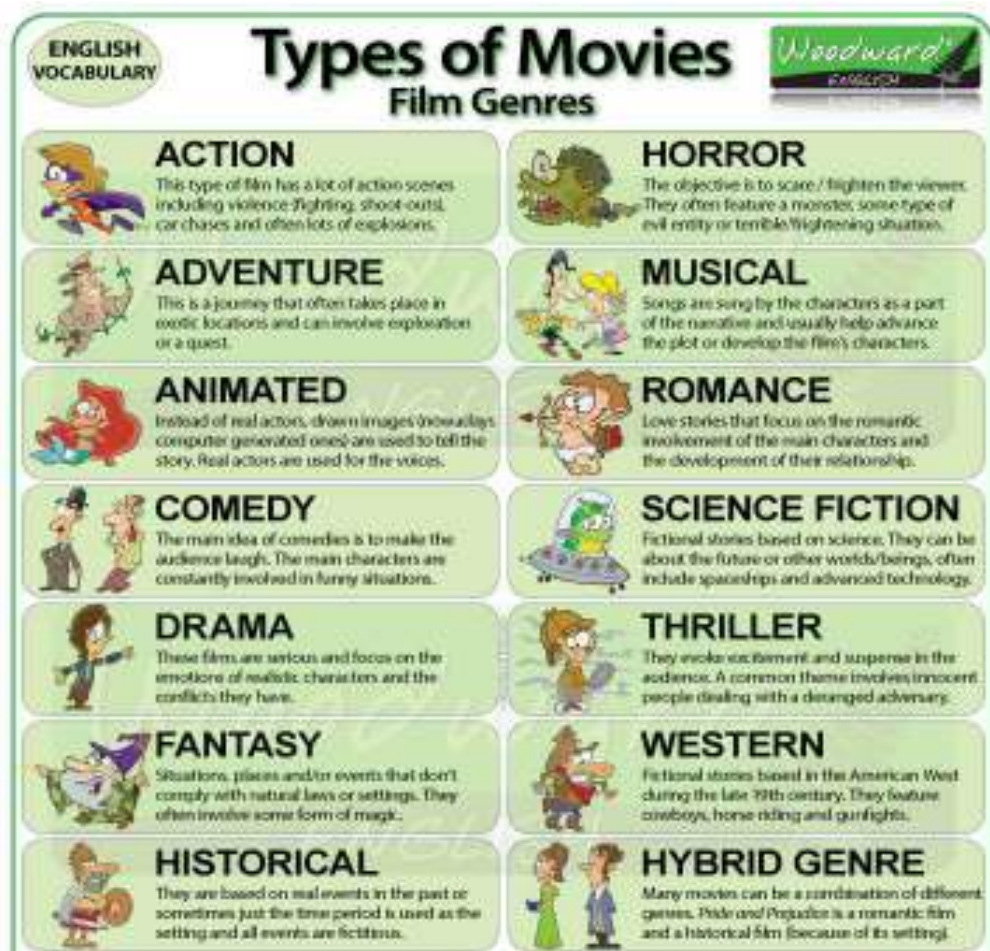 ENGLISH
VOCABULARY
Types of Movies
Film Genres
Woodward®
ENGLISH
ACTION
This type of film has a lot of action scenes
including violence (fighting, shoot-outs),
car chases and often lots of explosions.
ADVENTURE
This is a journey that often takes place in
exotic locations and can involve exploration
or a quest.
ANIMATED
Instead of real actors, drawn images (nowadays
computer generated ones) are used to tell the
story. Real actors are used for the voices.
COMEDY
The main idea of comedies is to make the
audience laugh. The main characters are
constantly involved in funny situations.
DRAMA
These films are serious and focus on the
emotions of realistic characters and the
conflicts they have.
FANTASY
Situations, places and/or events that don't
comply with natural laws or settings. They
often involve some form of magic.
HISTORICAL
They are based on real events in the past or
sometimes just the time period is used as the
setting and all events are fictitious.
HORROR
The objective is to scare / frighten the viewer.
They often feature a monster, some type of
evil entity or terrible/frightening situation.
MUSICAL
Songs are sung by the characters as a part
of the narrative and usually help advance
the plot or develop the film's characters.
ROMANCE
Love stories that focus on the romantic
involvement of the main characters and
the development of their relationship.
SCIENCE FICTION
Fictional stories based on science. They can be
about the future or other worlds/beings, often
include spaceships and advanced technology.
THRILLER
They evoke excitement and suspense in the
audience. A common theme involves innocent
people dealing with a deranged adversary.
WESTERN
Fictional stories based in the American West
during the late 19th century. They feature
cowboys, horse riding and gunfights.
HYBRID GENRE
Many movies can be a combination of different
genres. Pride and Prejudice is a romantic film
and a historical film (because of its setting).